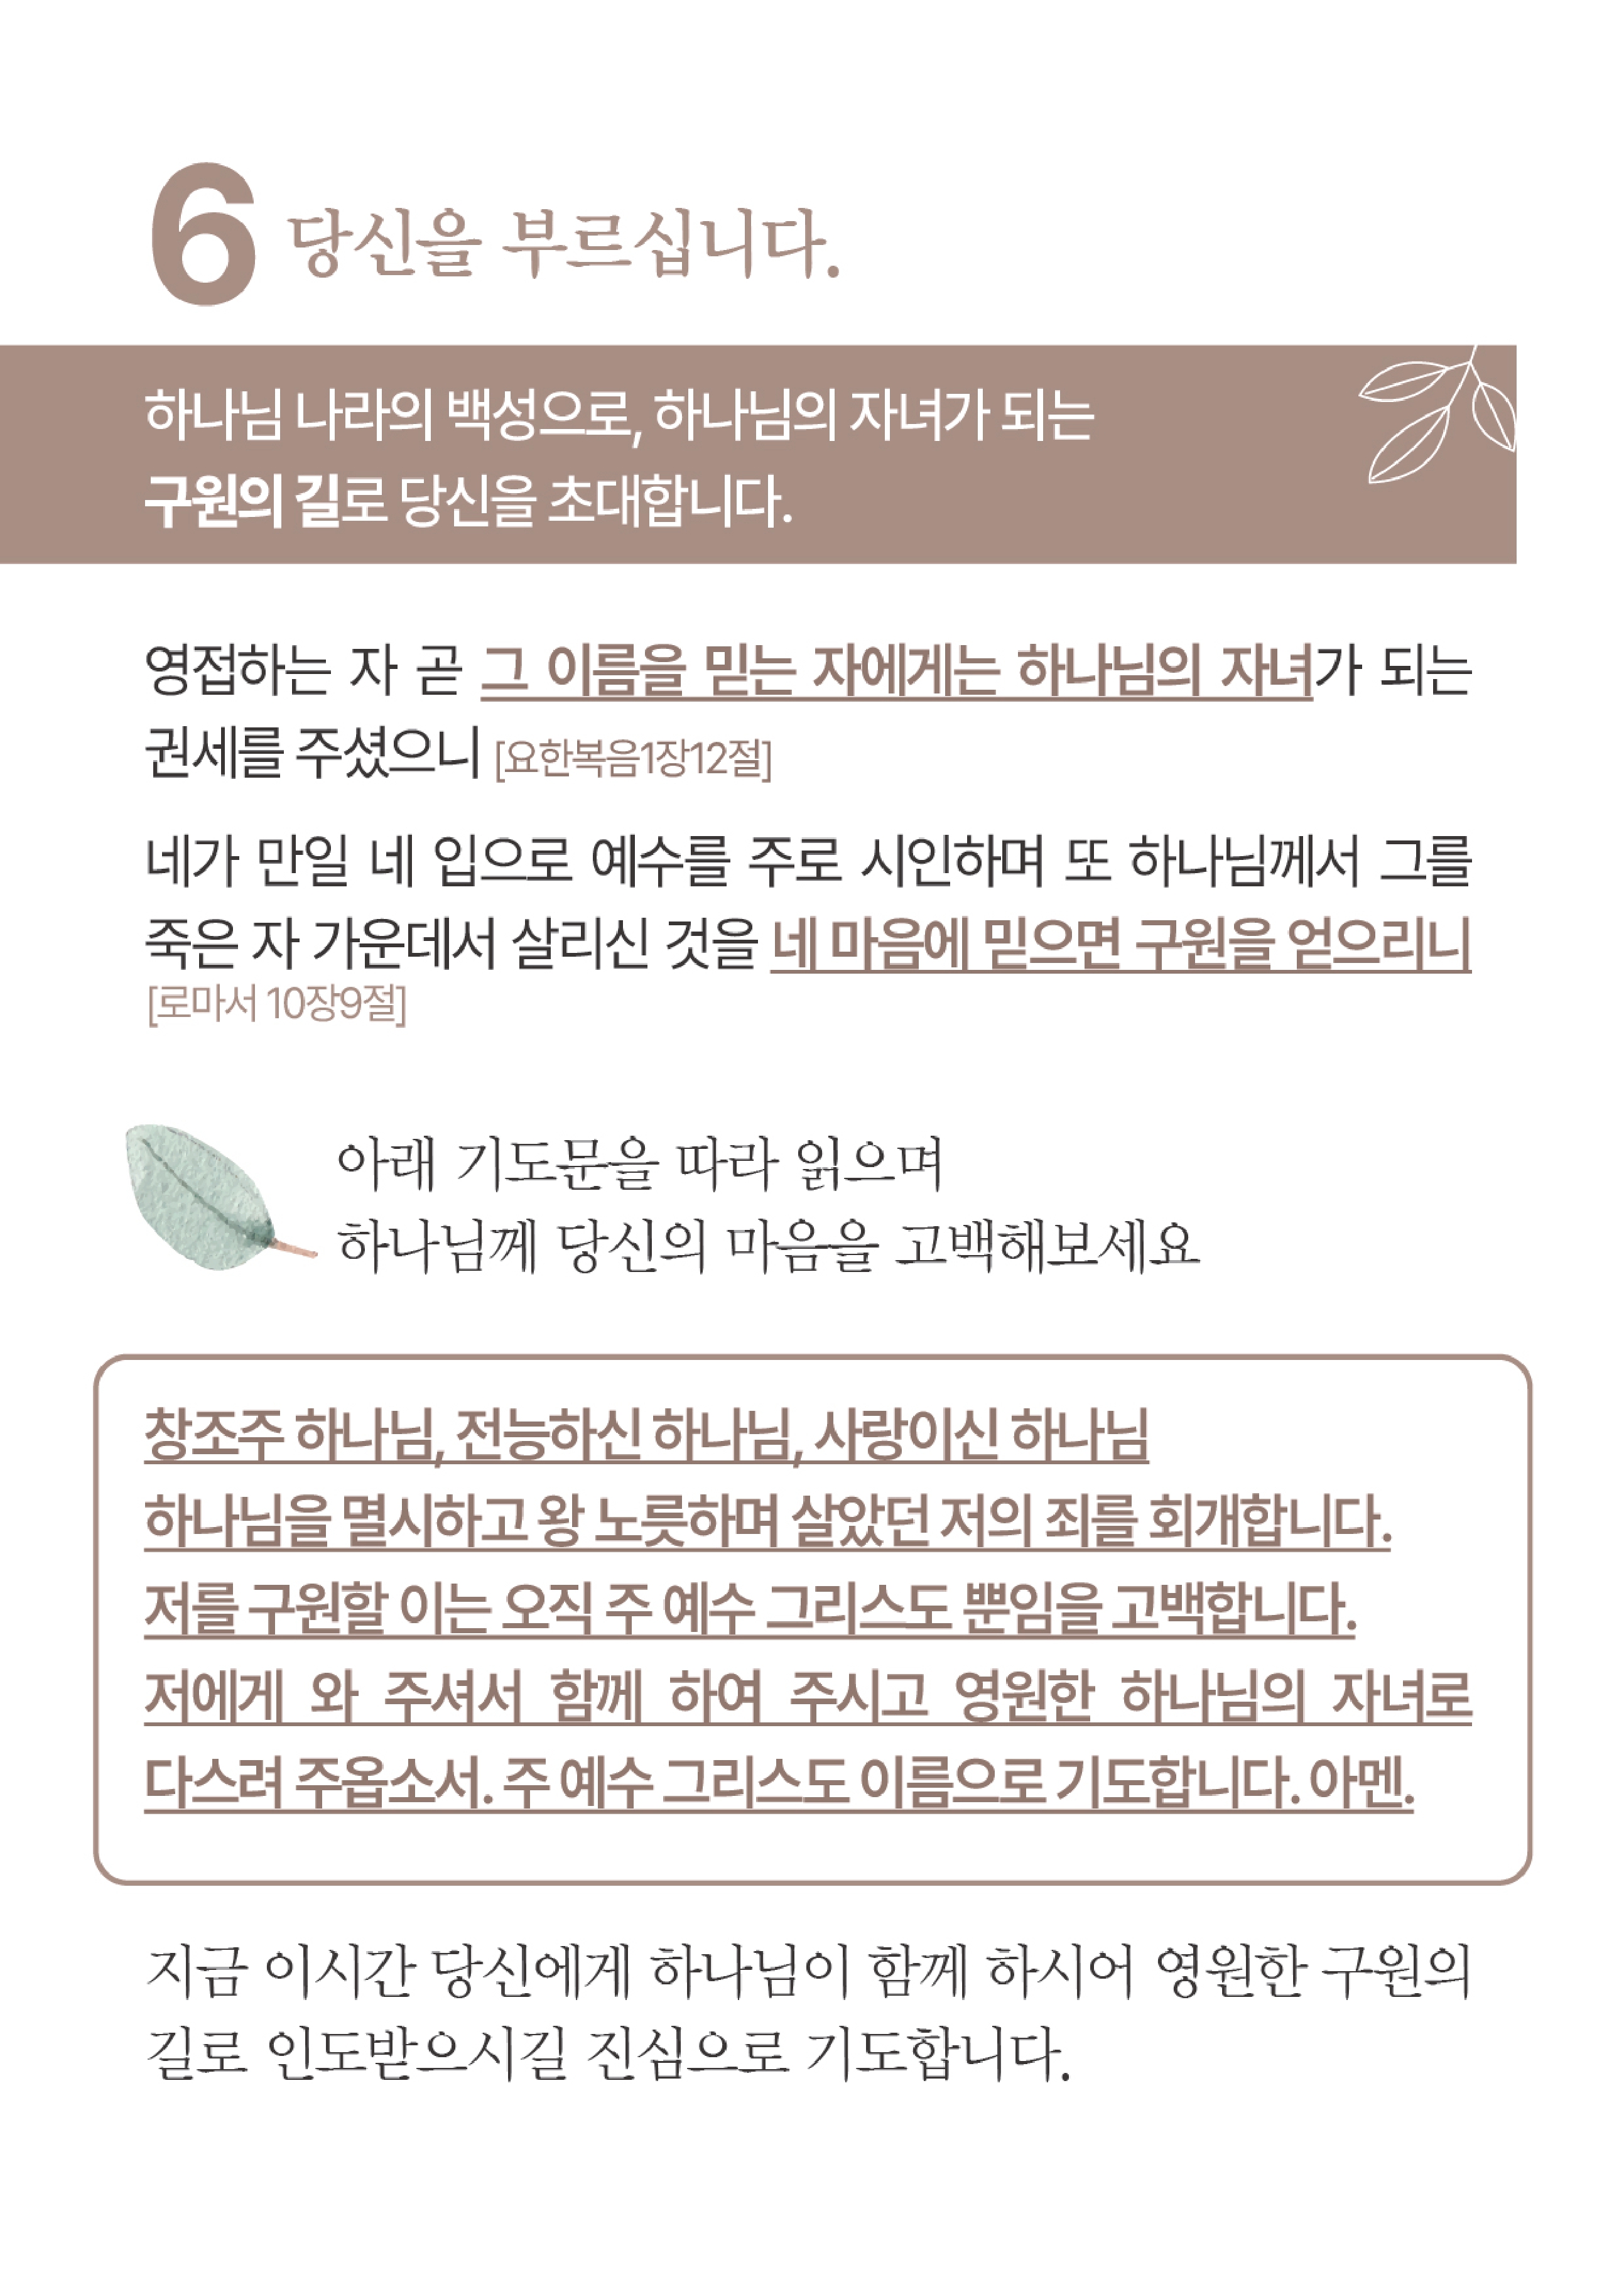 6 당신을 부르십니다.
하나님 나라의 백성으로, 하나님의 자녀가 되는
구원의 길로 당신을 초대합니다.
영접하는 자 곧 그 이름을 믿는 자에게는 하나님의 자녀가 되는
권세를 주셨으니 [요한복음1장12절]
네가 만일 네 입으로 예수를 주로 시인하며 또 하나님께서 그를
죽은 자 가운데서 살리신 것을 네 마음에 믿으면 구원을 얻으리니
[로마서 10장9절]
아래 기도문을 따라 읽으며
하나님께 당신의 마음을 고백해보세요
창조주 하나님, 전능하신 하나님, 사랑이신 하나님
하나님을 멸시하고 왕 노릇하며 살았던 저의 죄를 회개합니다.
저를 구원할 이는 오직 주 예수 그리스도 뿐임을 고백합니다.
저에게 와 주셔서 함께 하여 주시고 영원한 하나님의 자녀로
다스려 주옵소서. 주 예수 그리스도 이름으로 기도합니다. 아멘.
지금 이시간 당신에게 하나님이 함께 하시어 영원한 구원의
길로 인도받으시길 진심으로 기도합니다.